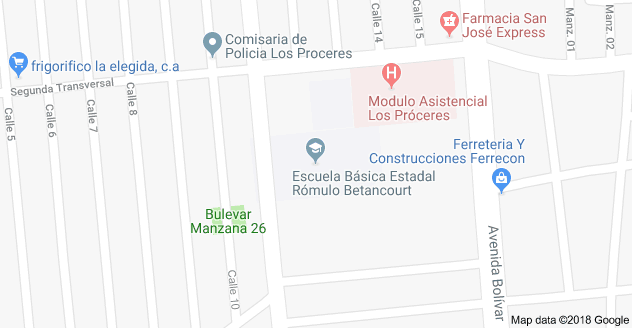 Calle 14
Calle 15
Farmacia San
José Express
Manz. 01
Manz. 02
Comisaria de
Policia Los Proceres
frigorifico la elegida, c.a
Segunda Transversal
Modulo Asistencial
Los Próceres
Calle 5
Calle 6
Calle 7
Calle 8
Ferreteria Y
Construcciones Ferrecon
Escuela Básica Estadal
Rómulo Betancourt
Bulevar
Manzana 26
Calle 10
Avenida Bolívar
Map data ©2018 Google